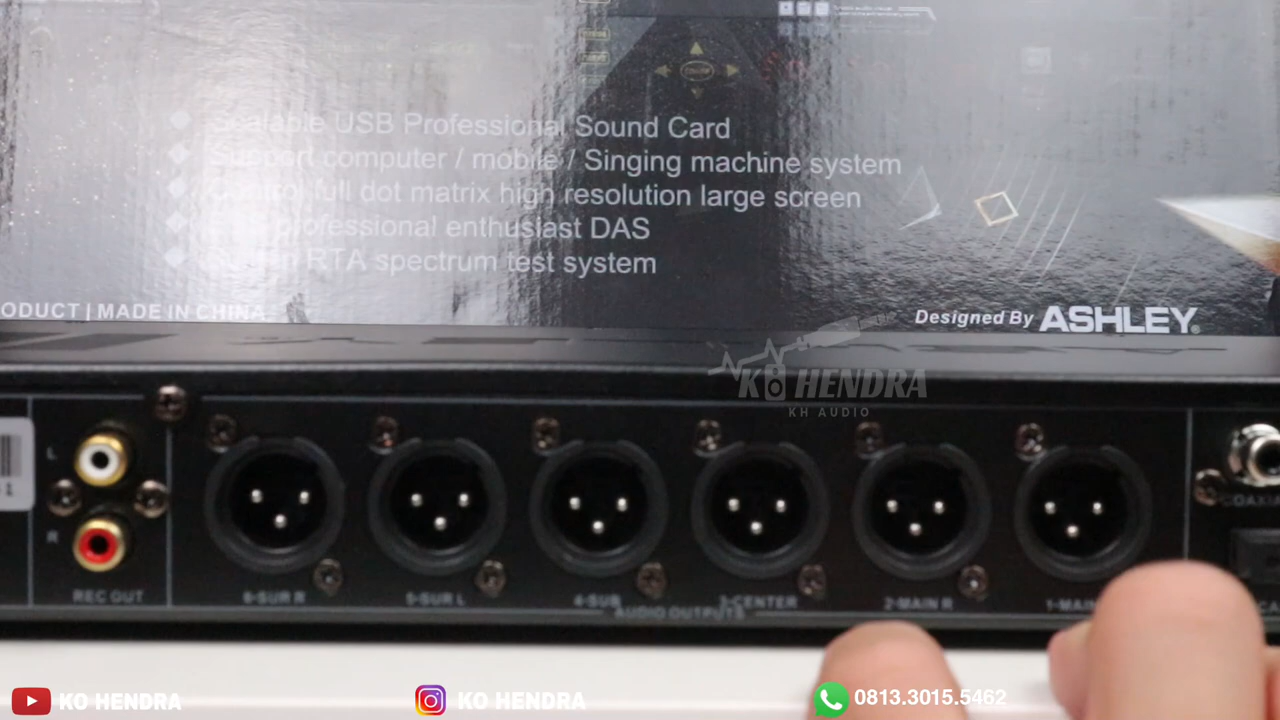 Scalable USB Professional Sound Card
Support computer / mobile / Singing machine system
Control full dot matrix high resolution large screen
professional enthusiast DAS
RTA spectrum test system
ODUCT | MADE IN CHINA
Designed By ASHLEY®
KO HENDRA
KH AUDIO
L
R
REC OUT
6-SUR R
5-SUR L
4-SUB
3-CENTER
2-MAIN R
1-MAIN
AUDIO OUTPUTS
KO HENDRA
KO HENDRA
0813.3015.5462